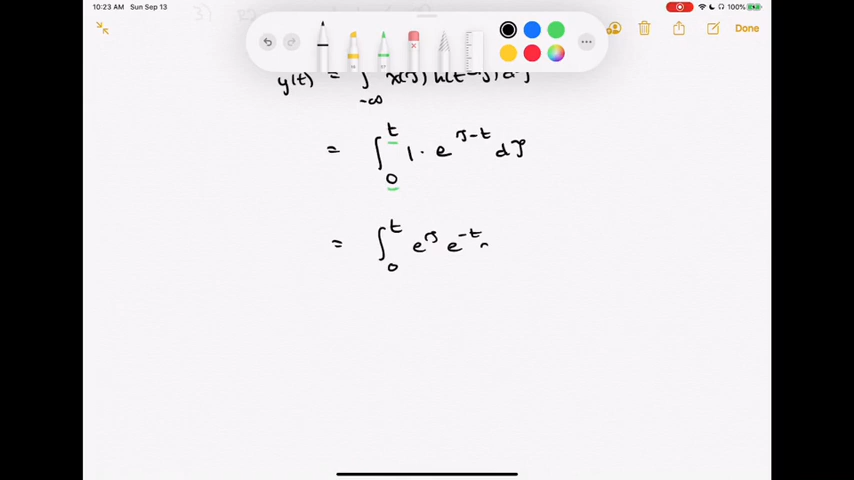 10:23 AM Sun Sep 13
100%
Done
y(t) = ∫_{-∞} x(τ) h(t-τ) dτ
= ∫_0^t 1 · e^{τ-t} dτ
= ∫_0^t e^τ e^{-t}